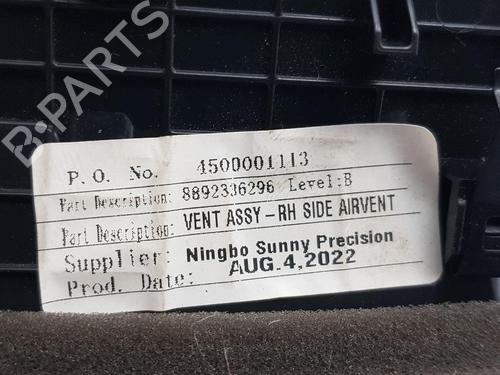 B-PARTS
P. O. No. 4500001113
Part Description: 8892336296 Level:B
Part Description: VENT ASSY-RH SIDE AIRVENT
Supplier: Ningbo Sunny Precision
Prod. Date: AUG.4,2022